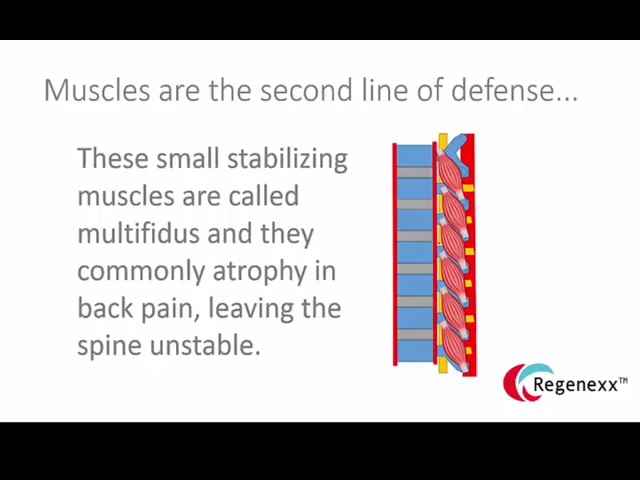 Muscles are the second line of defense...
These small stabilizing
muscles are called
multifidus and they
commonly atrophy in
back pain, leaving the
spine unstable.
Regenexx™